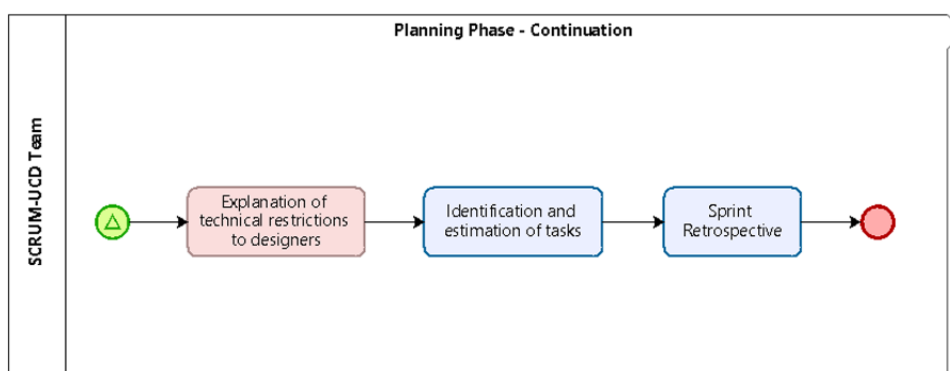 Planning Phase - Continuation
SCRUM-UCD Team
Explanation of
technical restrictions
to designers
Identification and
estimation of tasks
Sprint
Retrospective